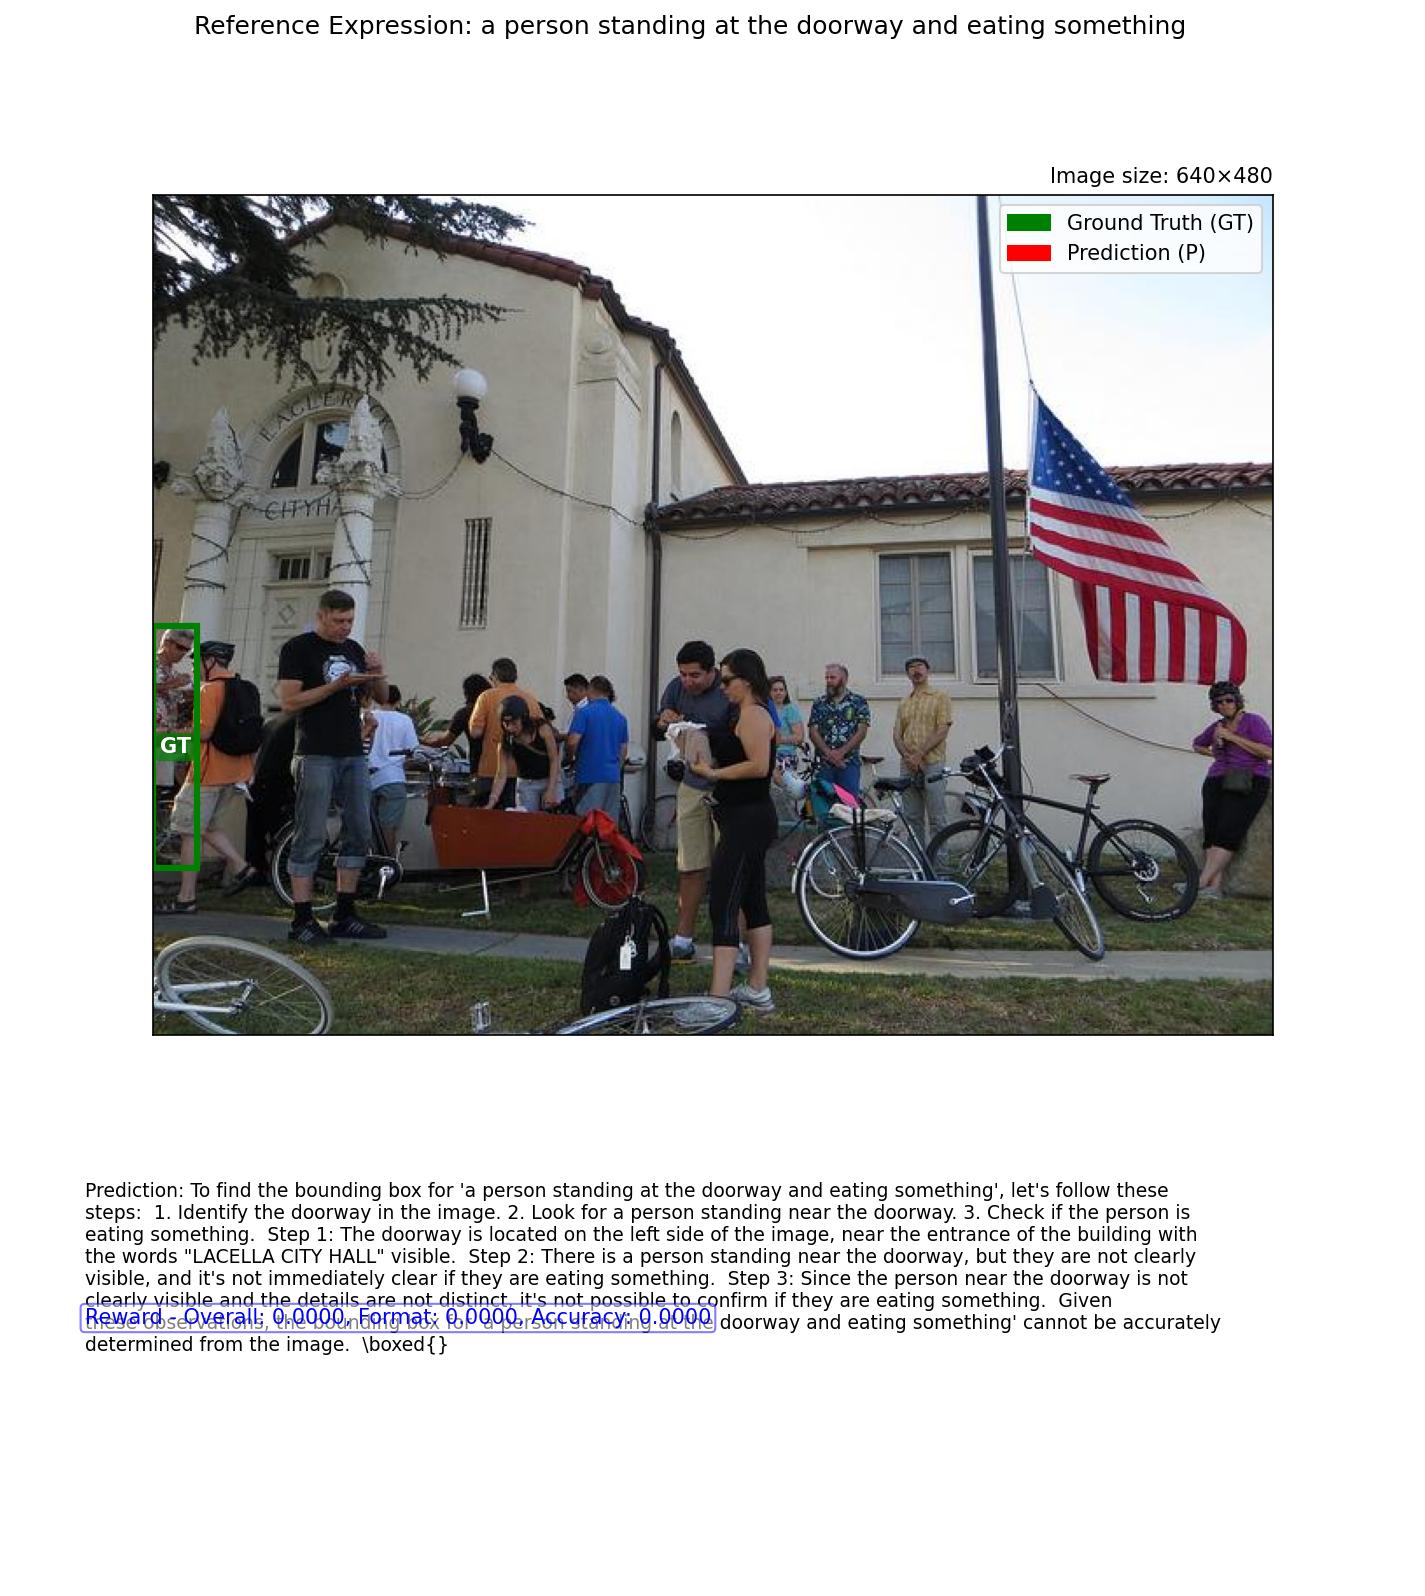 Reference Expression: a person standing at the doorway and eating something
Image size: 640×480
Ground Truth (GT)
Prediction (P)
EAGLE RO
CITY HA
GT
Prediction: To find the bounding box for 'a person standing at the doorway and eating something', let's follow these
steps:  1. Identify the doorway in the image. 2. Look for a person standing near the doorway. 3. Check if the person is
eating something.  Step 1: The doorway is located on the left side of the image, near the entrance of the building with
the words "LACELLA CITY HALL" visible.  Step 2: There is a person standing near the doorway, but they are not clearly
visible, and it's not immediately clear if they are eating something.  Step 3: Since the person near the doorway is not
clearly visible and the details are not distinct, it's not possible to confirm if they are eating something.  Given
these observations, the bounding box for 'a person standing at the doorway and eating something' cannot be accurately
Reward - Overall: 0.0000, Format: 0.0000, Accuracy: 0.0000
determined from the image.  \boxed{}